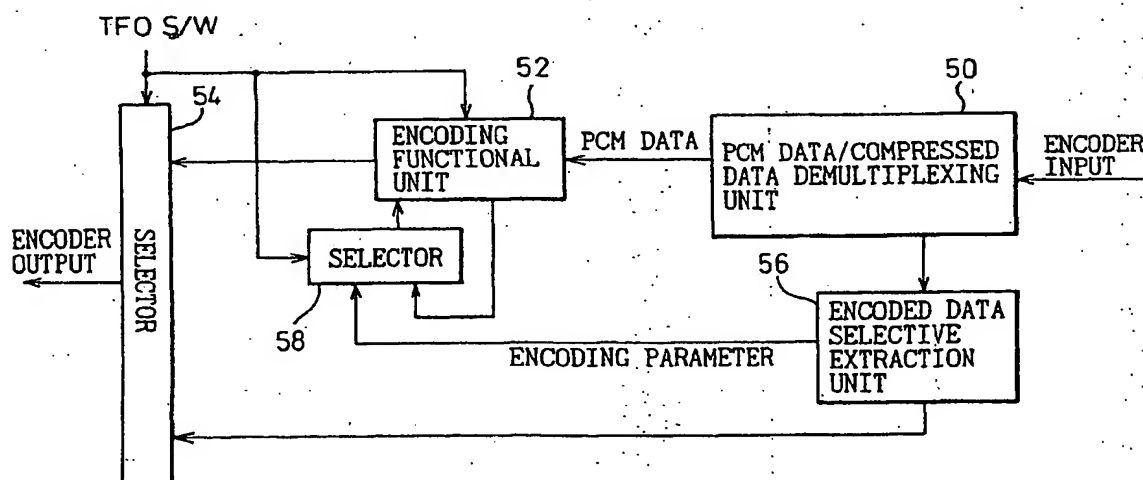 TFO S/W
54
52
50
ENCODING
FUNCTIONAL
UNIT
PCM DATA
PCM DATA/COMPRESSED
DATA DEMULTIPLEXING
UNIT
ENCODER
INPUT
ENCODER
OUTPUT
SELECTOR
SELECTOR
58
56
ENCODED DATA
SELECTIVE
EXTRACTION
UNIT
ENCODING PARAMETER